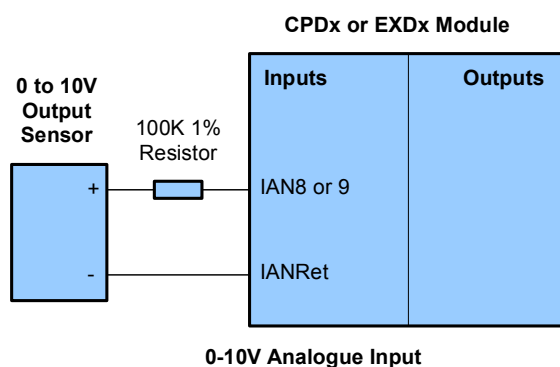 CPDx or EXDx Module
0 to 10V
Output
Sensor
100K 1%
Resistor
Inputs
Outputs
+
IAN8 or 9
-
IANRet
0-10V Analogue Input